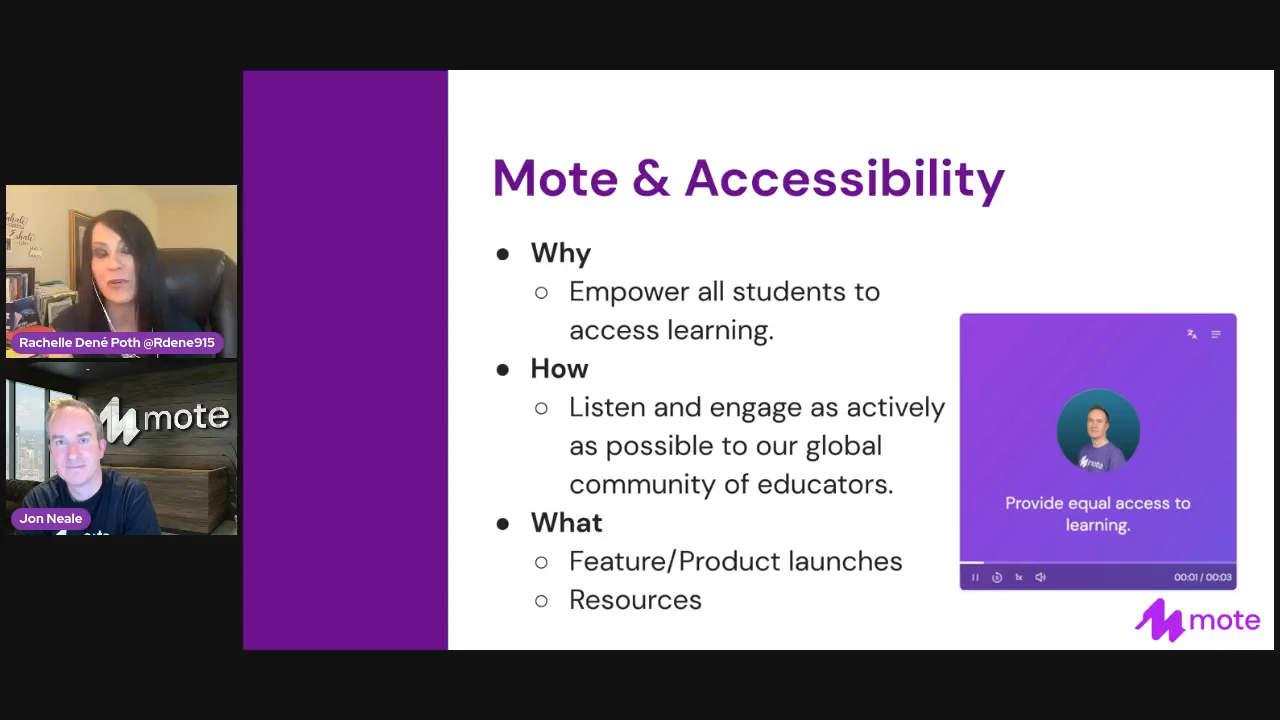 Mote & Accessibility
● Why
○ Empower all students to
access learning.
● How
○ Listen and engage as actively
as possible to our global
community of educators.
● What
○ Feature/Product launches
○ Resources
Provide equal access to
learning.
1x
00:01 / 00:03
mote
Rachelle Dené Poth @Rdene915
mote
Jon Neale